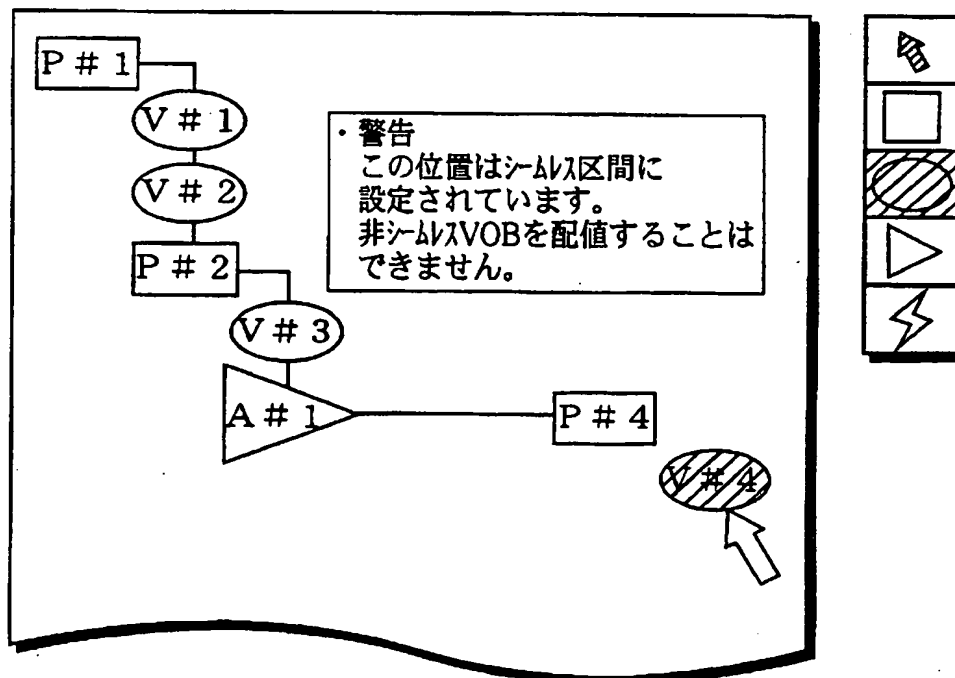 P # 1
V # 1
・警告
この位置はシームレス区間に
設定されています。
非シームレスVOBを配値することは
できません。
V # 2
P # 2
V # 3
A # 1
P # 4
V # 4